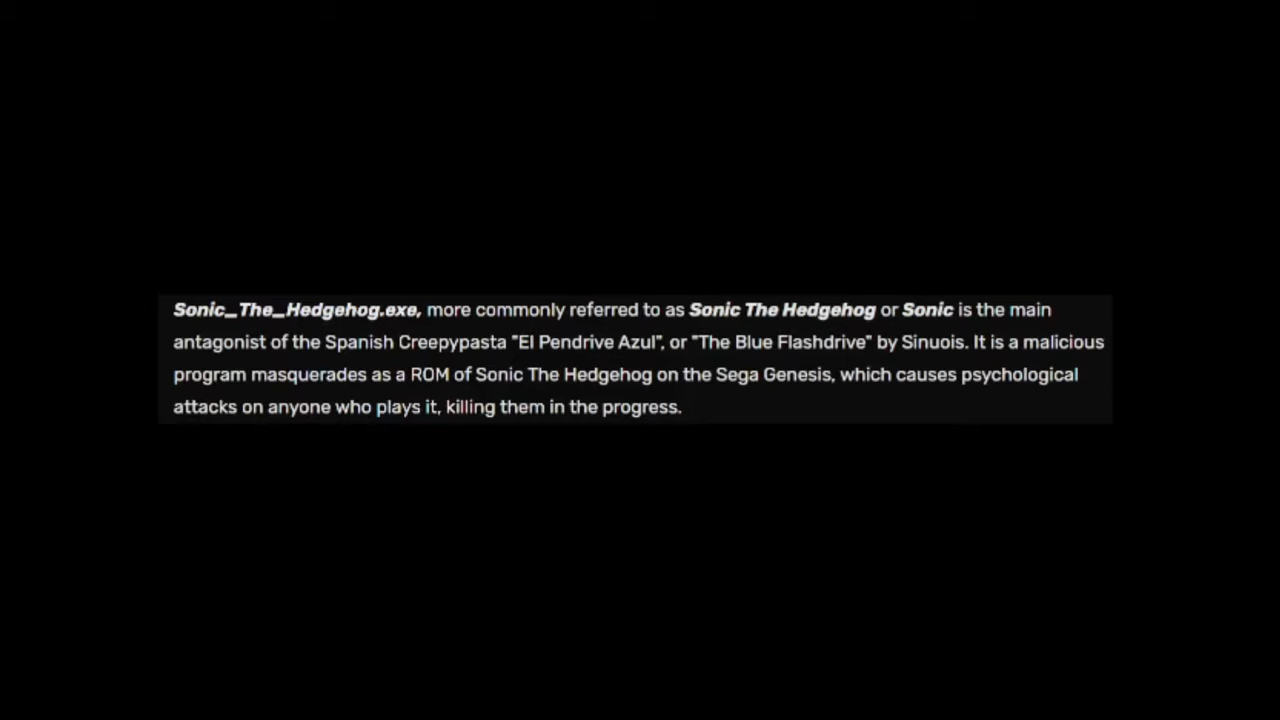 Sonic_The_Hedgehog.exe, more commonly referred to as Sonic The Hedgehog or Sonic is the main
antagonist of the Spanish Creepypasta "El Pendrive Azul", or "The Blue Flashdrive" by Sinuois. It is a malicious
program masquerades as a ROM of Sonic The Hedgehog on the Sega Genesis, which causes psychological
attacks on anyone who plays it, killing them in the progress.